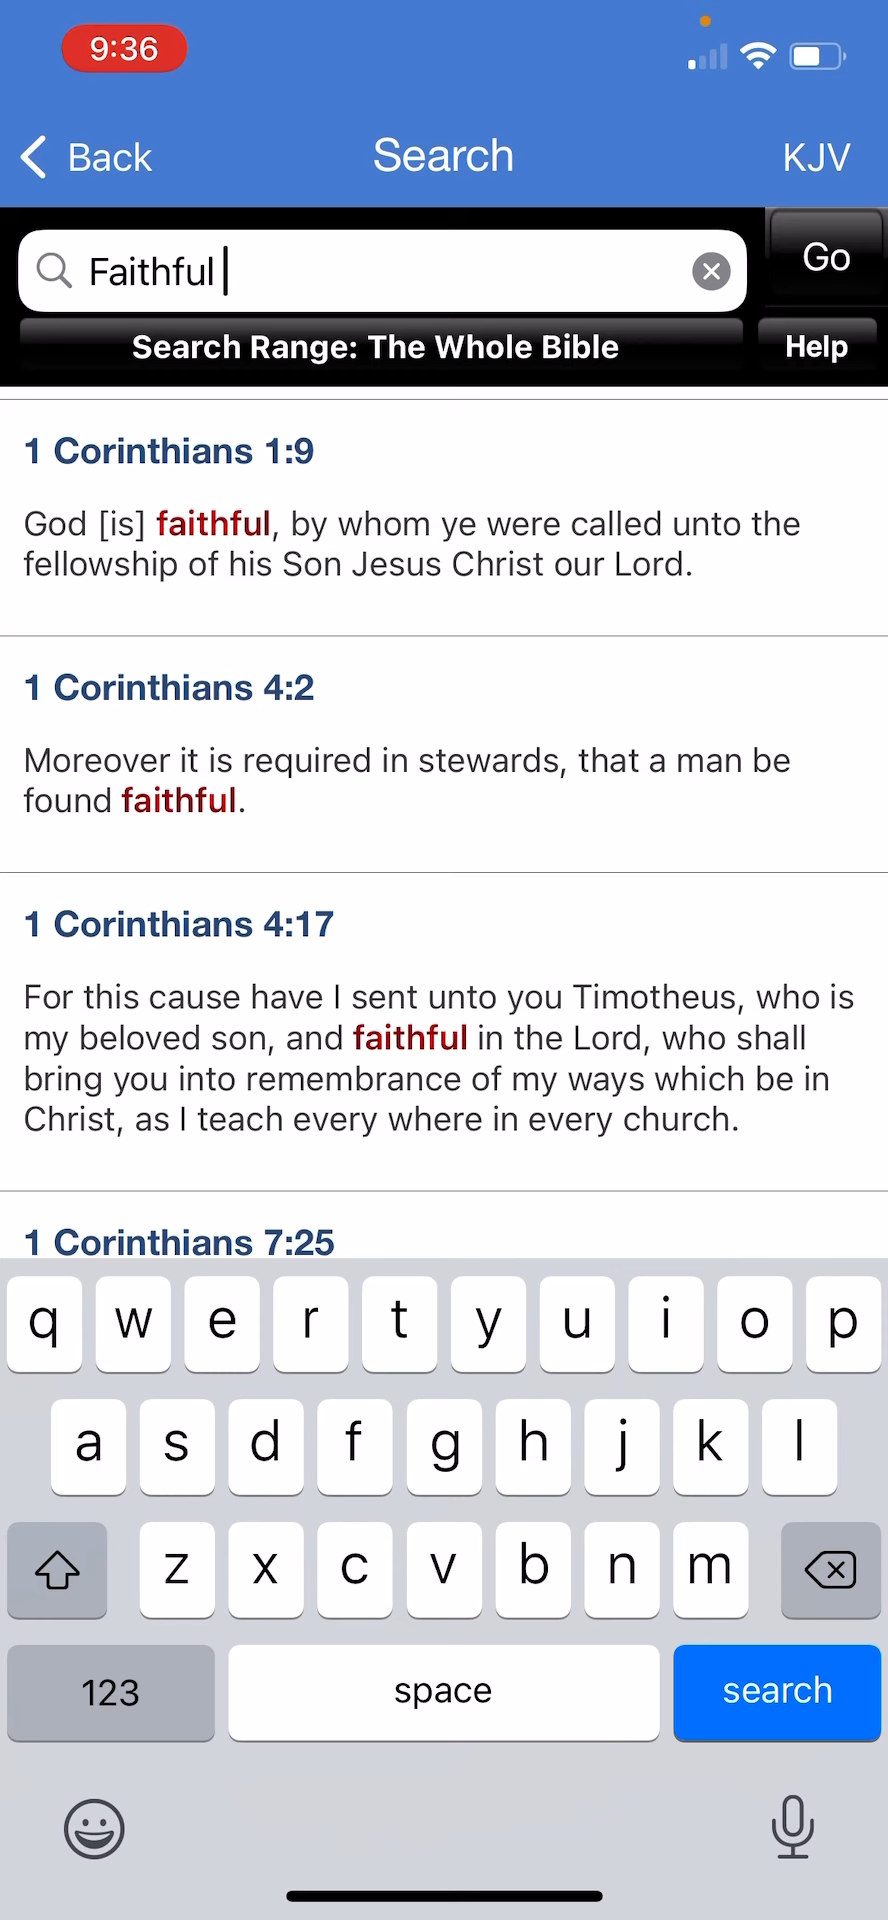 9:36
Back
Search
KJV
Faithful
Go
Search Range: The Whole Bible
Help
1 Corinthians 1:9
God [is] faithful, by whom ye were called unto the
fellowship of his Son Jesus Christ our Lord.
1 Corinthians 4:2
Moreover it is required in stewards, that a man be
found faithful.
1 Corinthians 4:17
For this cause have I sent unto you Timotheus, who is
my beloved son, and faithful in the Lord, who shall
bring you into remembrance of my ways which be in
Christ, as I teach every where in every church.
1 Corinthians 7:25
q w e r t y u i o p
a s d f g h j k l
z x c v b n m
123 space search